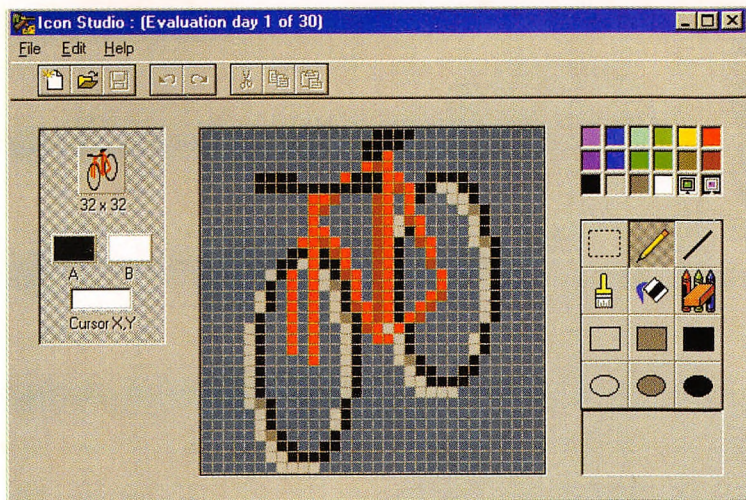 Icon Studio : (Evaluation day 1 of 30)
File Edit Help
32 x 32
A B
Cursor X,Y